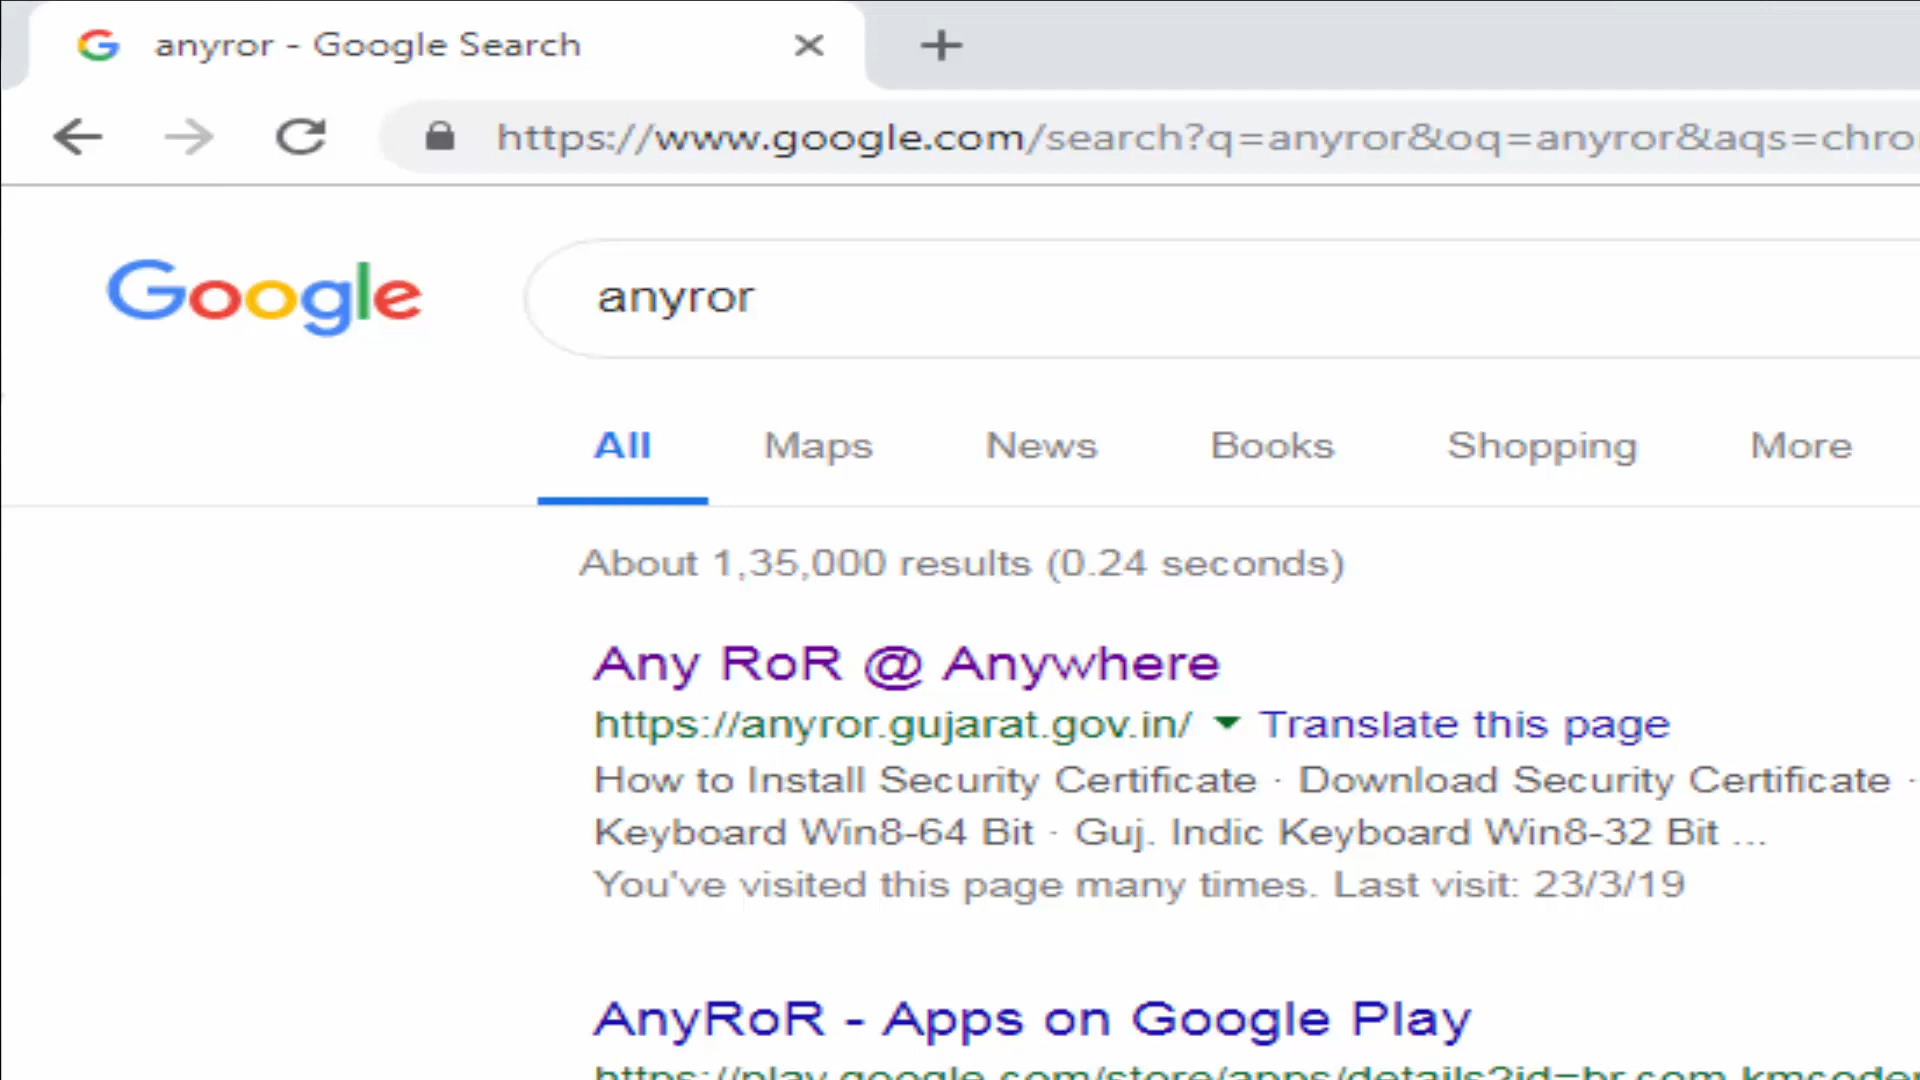 anyror - Google Search
https://www.google.com/search?q=anyror&oq=anyror&aqs=chro
Google
anyror
All Maps News Books Shopping More
About 1,35,000 results (0.24 seconds)
Any RoR @ Anywhere
https://anyror.gujarat.gov.in/ Translate this page
How to Install Security Certificate · Download Security Certificate ·
Keyboard Win8-64 Bit · Guj. Indic Keyboard Win8-32 Bit ...
You've visited this page many times. Last visit: 23/3/19
AnyRoR - Apps on Google Play
https://play.google.com/store/apps/details?id=br.com.kmcoder